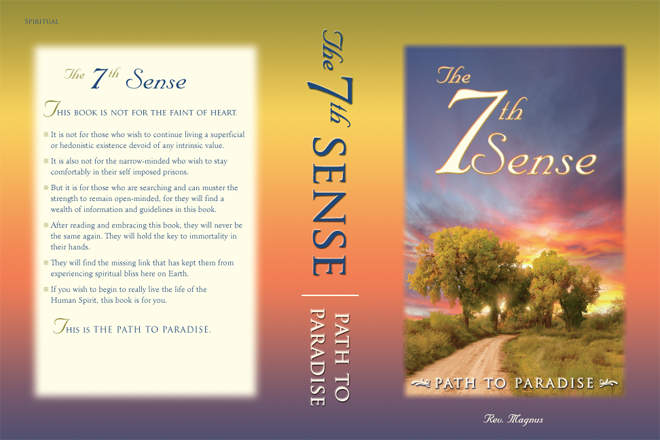 SPIRITUAL
The 7th Sense
THIS BOOK IS NOT FOR THE FAINT OF HEART.
It is not for those who wish to continue living a superficial
or hedonistic existence devoid of any intrinsic value.
It is also not for the narrow-minded who wish to stay
comfortably in their self imposed prisons.
But it is for those who are searching and can muster the
strength to remain open-minded, for they will find a
wealth of information and guidelines in this book.
After reading and embracing this book, they will never be
the same again. They will hold the key to immortality in
their hands.
They will find the missing link that has kept them from
experiencing spiritual bliss here on Earth.
If you wish to begin to really live the life of the
Human Spirit, this book is for you.
THIS IS THE PATH TO PARADISE.
The 7th SENSE
PATH TO
PARADISE
The
7th
Sense
PATH TO PARADISE
Rev. Magnus